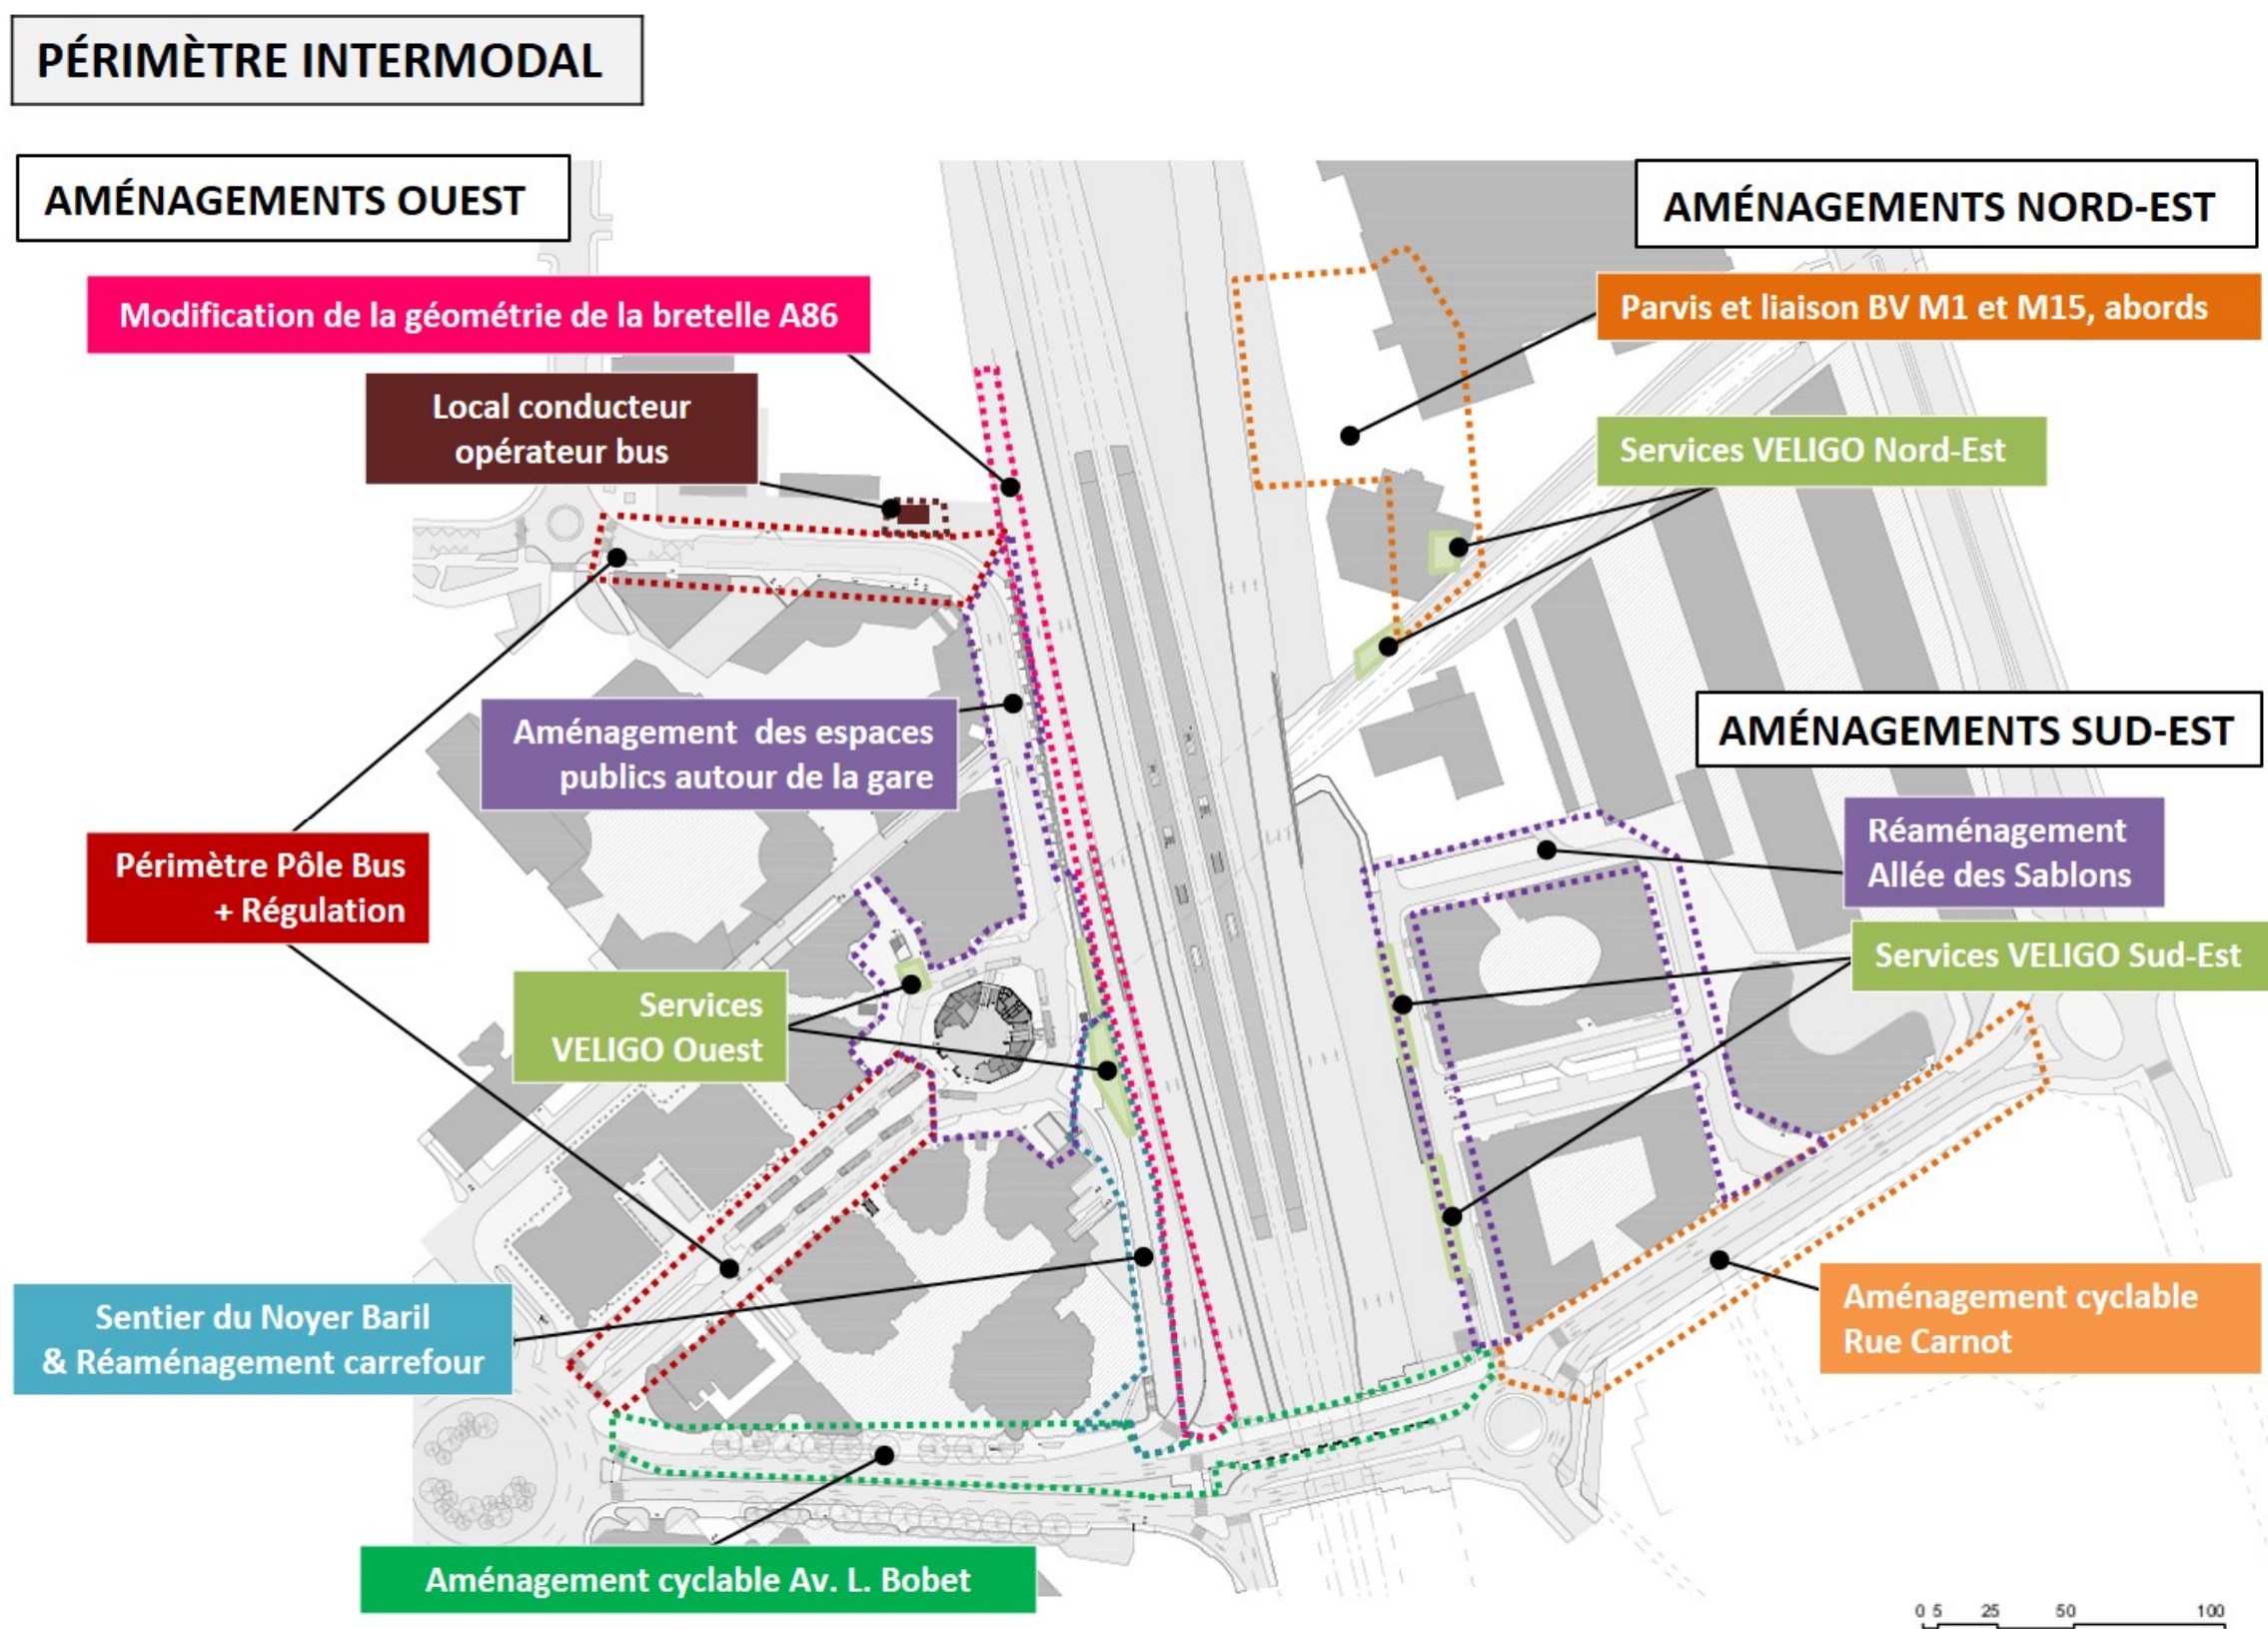 PÉRIMÈTRE INTERMODAL
AMÉNAGEMENTS OUEST
AMÉNAGEMENTS NORD-EST
Modification de la géométrie de la bretelle A86
Parvis et liaison BV M1 et M15, abords
Local conducteur
opérateur bus
Services VELIGO Nord-Est
Aménagement des espaces
publics autour de la gare
AMÉNAGEMENTS SUD-EST
Réaménagement
Allée des Sablons
Périmètre Pôle Bus
+ Régulation
Services VELIGO Sud-Est
Services
VELIGO Ouest
Sentier du Noyer Baril
& Réaménagement carrefour
Aménagement cyclable
Rue Carnot
Aménagement cyclable Av. L. Bobet
0 5 25 50 100